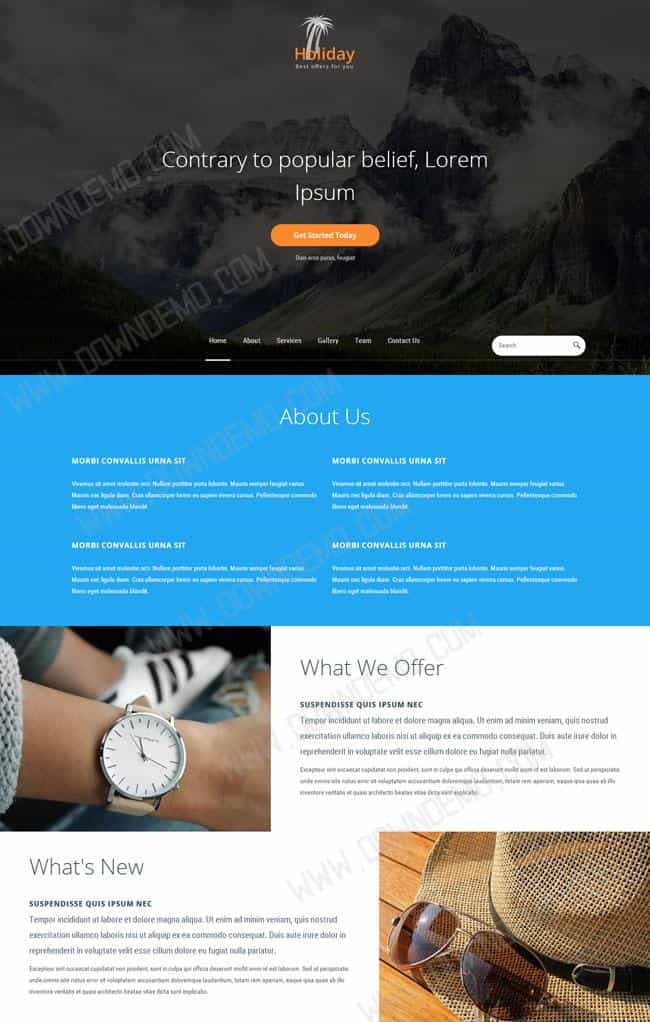 Holiday
Best offers for you
Contrary to popular belief, Lorem
Ipsum
Get Started Today
Duis arcu purus, feugiat
Home About Services Gallery Team Contact Us
Search
About Us
MORBI CONVALLIS URNA SIT
Vivamus sit amet molestie orci. Nullam porttitor porta lobortis. Mauris semper feugiat varius.
Mauris nec ligula diam. Cras ullamcorper lorem eu sapien viverra cursus. Pellentesque commodo
libero eget malesuada blandit.
MORBI CONVALLIS URNA SIT
Vivamus sit amet molestie orci. Nullam porttitor porta lobortis. Mauris semper feugiat varius.
Mauris nec ligula diam. Cras ullamcorper lorem eu sapien viverra cursus. Pellentesque commodo
libero eget malesuada blandit.
MORBI CONVALLIS URNA SIT
Vivamus sit amet molestie orci. Nullam porttitor porta lobortis. Mauris semper feugiat varius.
Mauris nec ligula diam. Cras ullamcorper lorem eu sapien viverra cursus. Pellentesque commodo
libero eget malesuada blandit.
MORBI CONVALLIS URNA SIT
Vivamus sit amet molestie orci. Nullam porttitor porta lobortis. Mauris semper feugiat varius.
Mauris nec ligula diam. Cras ullamcorper lorem eu sapien viverra cursus. Pellentesque commodo
libero eget malesuada blandit.
What We Offer
SUSPENDISSE QUIS IPSUM NEC
Tempor incididunt ut labore et dolore magna aliqua. Ut enim ad minim veniam, quis nostrud
exercitation ullamco laboris nisi ut aliquip ex ea commodo consequat. Duis aute irure dolor in
reprehenderit in voluptate velit esse cillum dolore eu fugiat nulla pariatur.
Excepteur sint occaecat cupidatat non proident, sunt in culpa qui officia deserunt mollit anim id est laborum. Sed ut perspiciatis
unde omnis iste natus error sit voluptatem accusantium doloremque laudantium, totam rem aperiam, eaque ipsa quae ab illo
inventore veritatis et quasi architecto beatae vitae dicta sunt explicabo.
What's New
SUSPENDISSE QUIS IPSUM NEC
Tempor incididunt ut labore et dolore magna aliqua. Ut enim ad minim veniam, quis nostrud
exercitation ullamco laboris nisi ut aliquip ex ea commodo consequat. Duis aute irure dolor in
reprehenderit in voluptate velit esse cillum dolore eu fugiat nulla pariatur.
Excepteur sint occaecat cupidatat non proident, sunt in culpa qui officia deserunt mollit anim id est laborum. Sed ut perspiciatis
unde omnis iste natus error sit voluptatem accusantium doloremque laudantium, totam rem aperiam, eaque ipsa quae ab illo
inventore veritatis et quasi architecto beatae vitae dicta sunt explicabo.
WWW.DOWNDEMO.COM
WWW.DOWNDEMO.COM
WWW.DOWNDEMO.COM
WWW.DOWNDEMO.COM
WWW.DOWNDEMO.COM